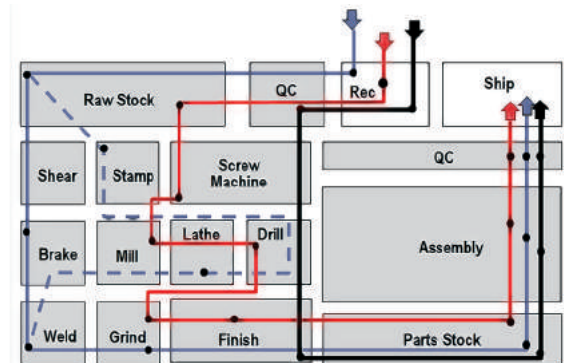 Raw Stock
QC
Rec
Ship
Shear
Stamp
Screw
Machine
QC
Brake
Mill
Lathe
Drill
Assembly
Weld
Grind
Finish
Parts Stock